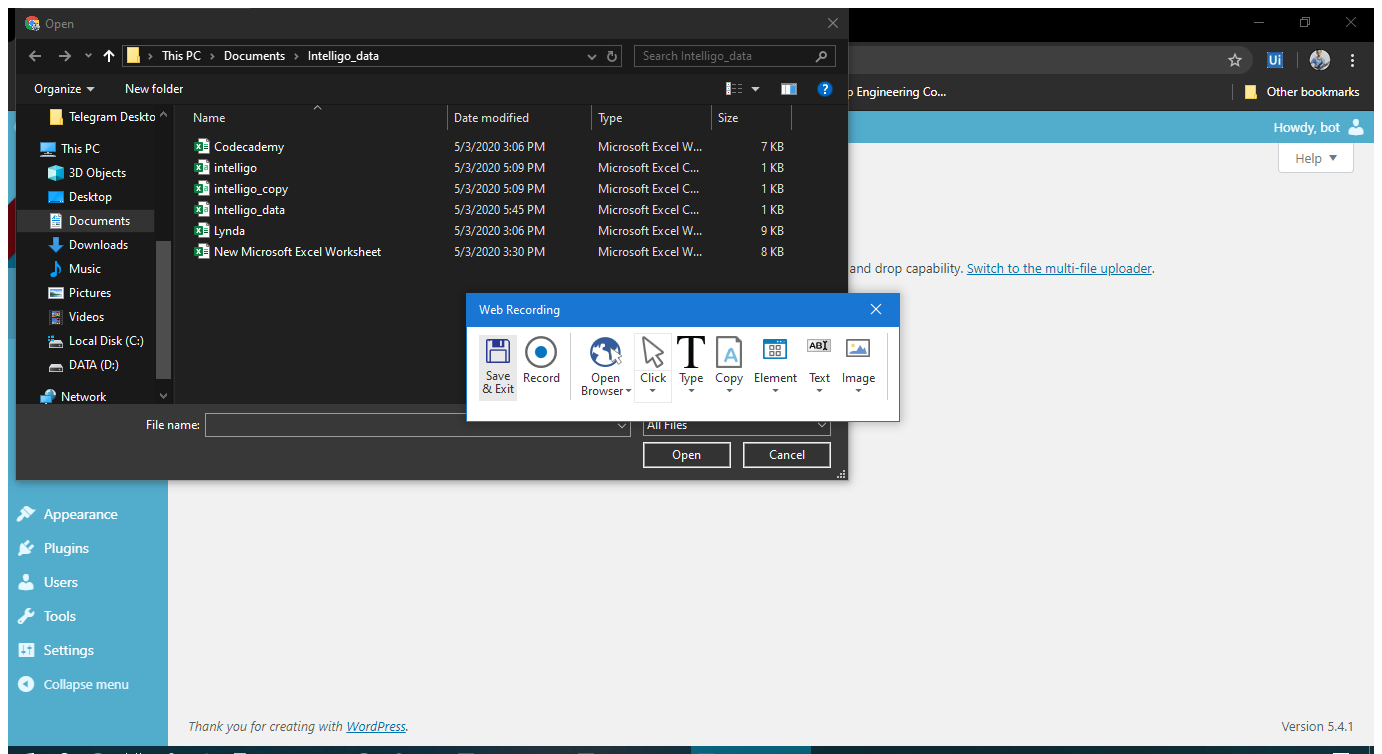 Open
This PC > Documents > Intelligo_data
Search Intelligo_data
Organize
New folder
p Engineering Co...
Other bookmarks
Howdy, bot
Help
Telegram Deskto
This PC
3D Objects
Desktop
Documents
Downloads
Music
Pictures
Videos
Local Disk (C:)
DATA (D:)
Network
Name Date modified Type Size
Codecademy 5/3/2020 3:06 PM Microsoft Excel W... 7 KB
intelligo 5/3/2020 5:09 PM Microsoft Excel C... 1 KB
intelligo_copy 5/3/2020 5:09 PM Microsoft Excel C... 1 KB
Intelligo_data 5/3/2020 5:45 PM Microsoft Excel C... 1 KB
Lynda 5/3/2020 3:06 PM Microsoft Excel W... 9 KB
New Microsoft Excel Worksheet 5/3/2020 3:30 PM Microsoft Excel W... 8 KB
and drop capability. Switch to the multi-file uploader.
Web Recording
Save
& Exit
Record
Open
Browser
Click
Type
Copy
Element
Text
Image
File name:
All Files
Open
Cancel
Appearance
Plugins
Users
Tools
Settings
Collapse menu
Thank you for creating with WordPress.
Version 5.4.1